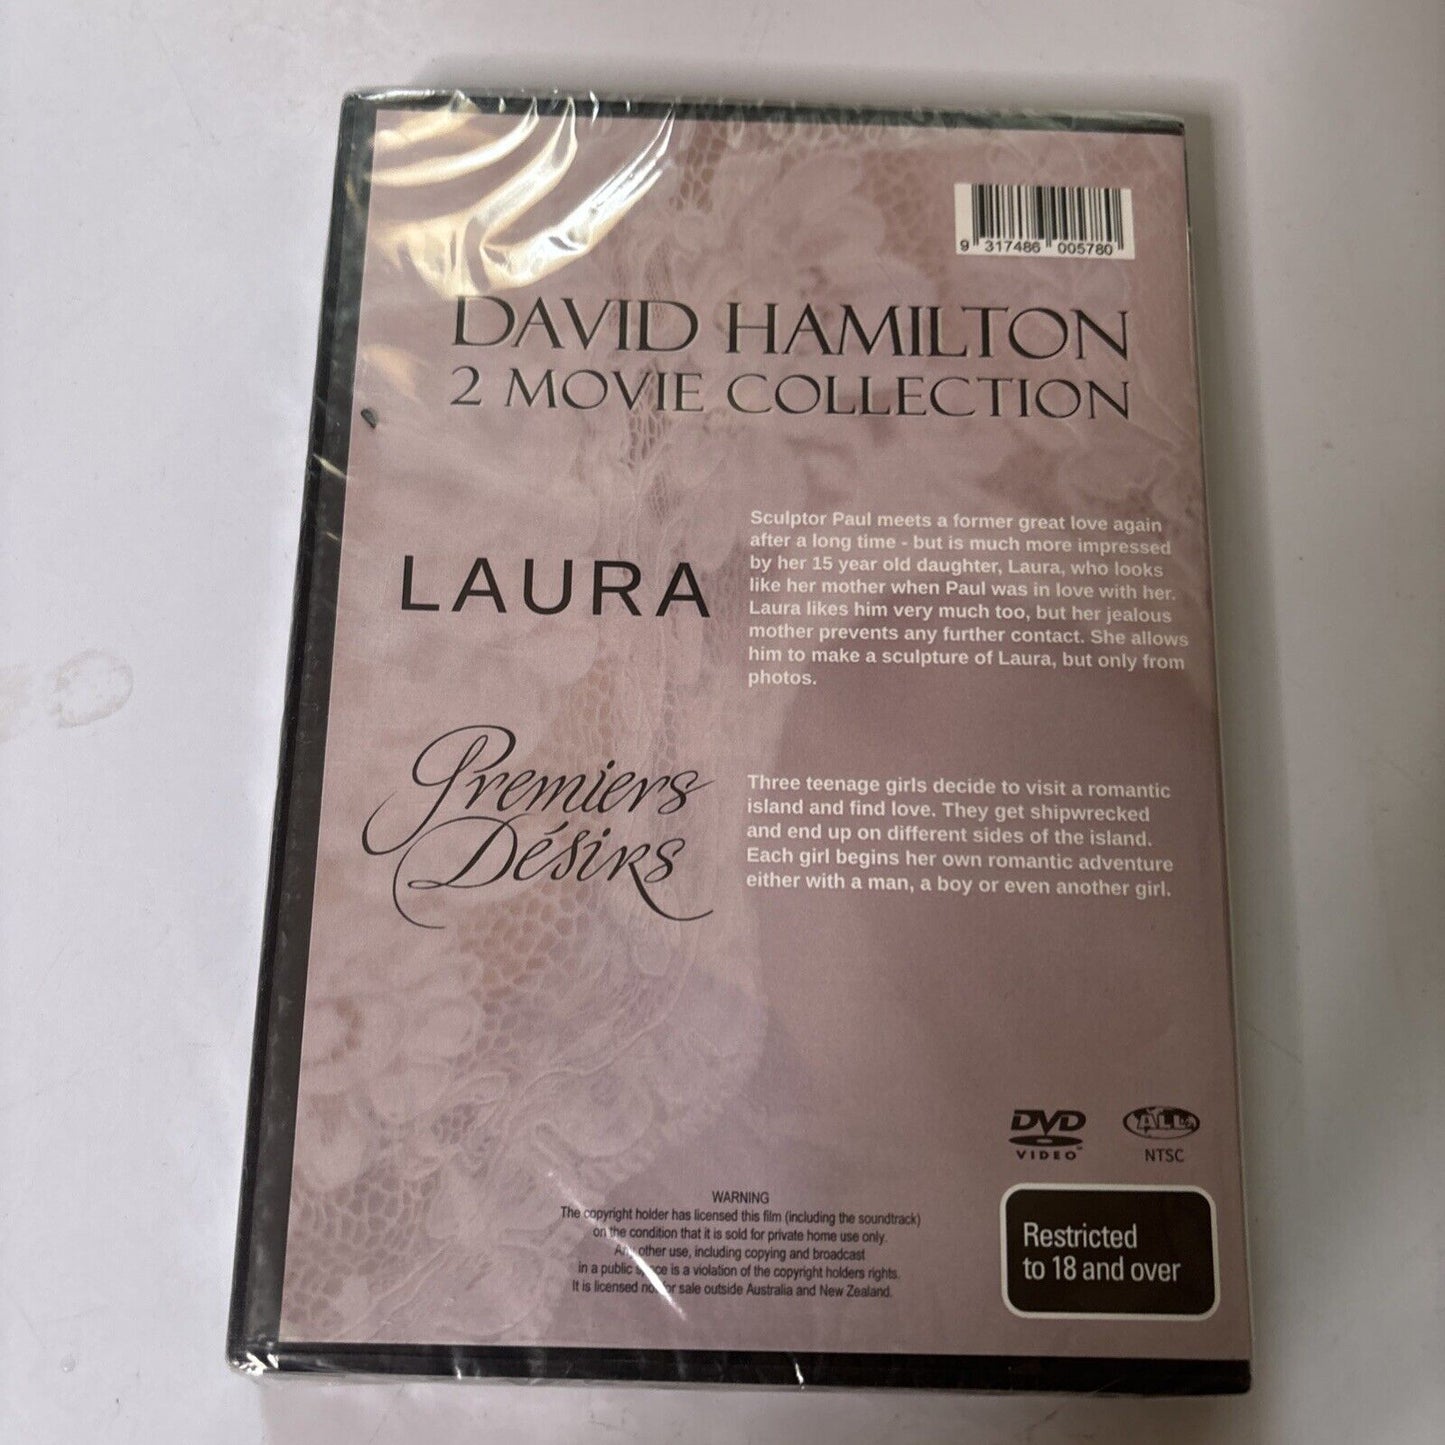 9 317486 005780
DAVID HAMILTON
2 MOVIE COLLECTION
LAURA
Sculptor Paul meets a former great love again
after a long time - but is much more impressed
by her 15 year old daughter, Laura, who looks
like her mother when Paul was in love with her.
Laura likes him very much too, but her jealous
mother prevents any further contact. She allows
him to make a sculpture of Laura, but only from
photos.
Premiers
Désirs
Three teenage girls decide to visit a romantic
island and find love. They get shipwrecked
and end up on different sides of the island.
Each girl begins her own romantic adventure
either with a man, a boy or even another girl.
DVD
VIDEO
ALL
NTSC
WARNING
The copyright holder has licensed this film (including the soundtrack)
on the condition that it is sold for private home use only.
Any other use, including copying and broadcast
in a public space is a violation of the copyright holders rights.
It is licensed not for sale outside Australia and New Zealand.
Restricted
to 18 and over